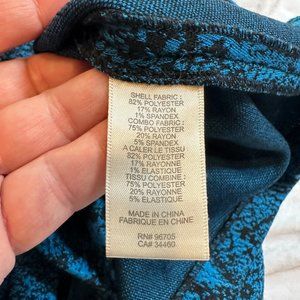 SHELL FABRIC :
82% POLYESTER
17% RAYON
1% SPANDEX
COMBO FABRIC :
75% POLYESTER
20% RAYON
5% SPANDEX
A CALER LE TISSU
82% POLYESTER
17% RAYONNE
1% ELASTIQUE
TISSU COMBINE :
75% POLYESTER
20% RAYONNE
5% ELASTIQUE
MADE IN CHINA
FABRIQUE EN CHINE
RN# 96705
CA# 34460